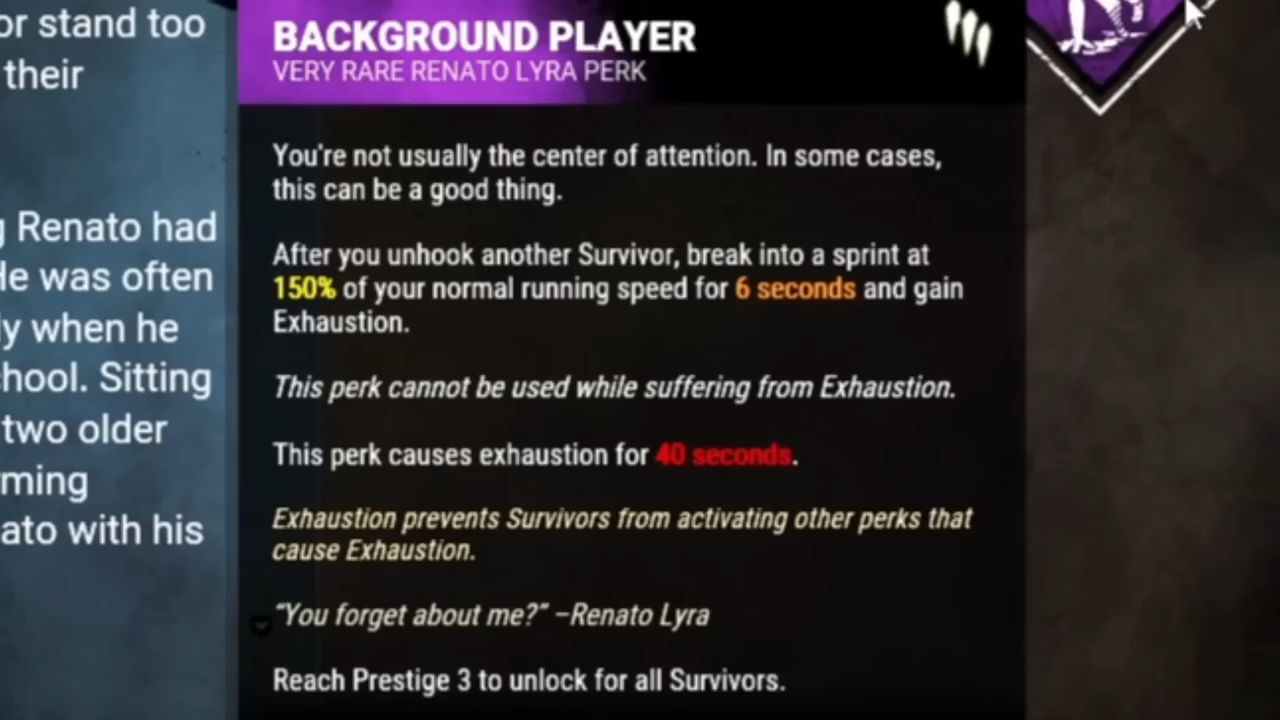 or stand too
their
g Renato had
He was often
ly when he
chool. Sitting
two older
ming
ato with his
BACKGROUND PLAYER
VERY RARE RENATO LYRA PERK
You're not usually the center of attention. In some cases,
this can be a good thing.
After you unhook another Survivor, break into a sprint at
150% of your normal running speed for 6 seconds and gain
Exhaustion.
This perk cannot be used while suffering from Exhaustion.
This perk causes exhaustion for 40 seconds.
Exhaustion prevents Survivors from activating other perks that
cause Exhaustion.
“You forget about me?” –Renato Lyra
Reach Prestige 3 to unlock for all Survivors.